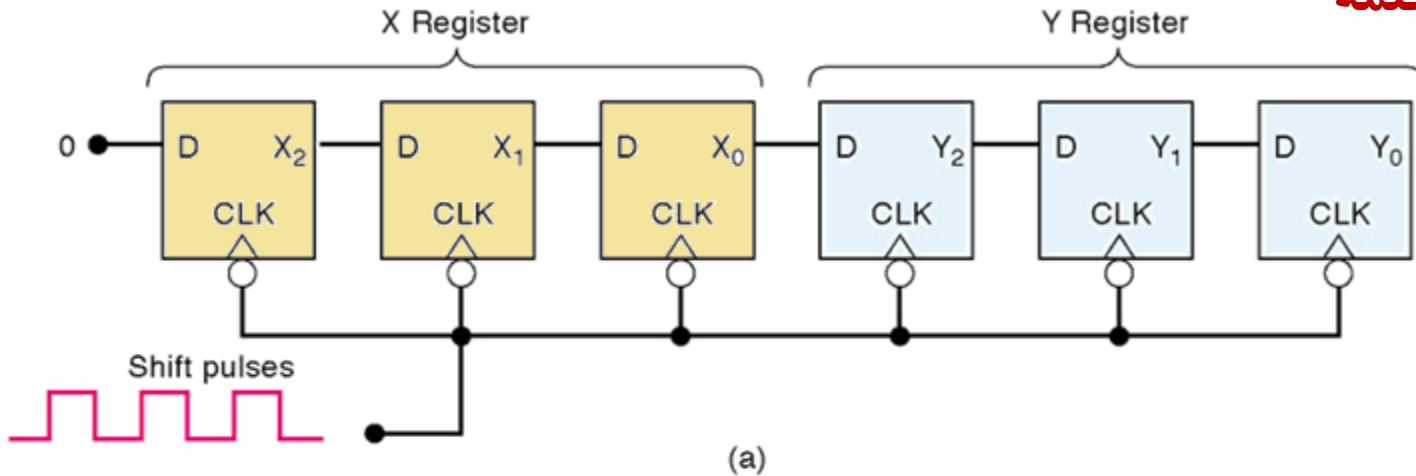 X Register Y Register
0 D X₂ D X₁ D X₀ D Y₂ D Y₁ D Y₀
CLK CLK CLK CLK CLK CLK
Shift pulses
(a)